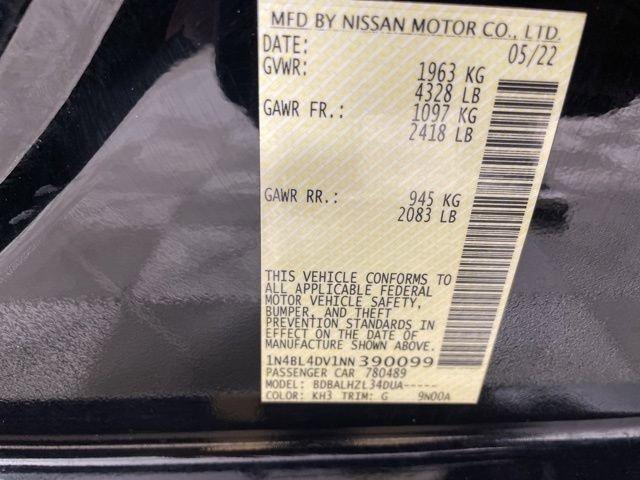 MFD BY NISSAN MOTOR CO., LTD.
DATE: 05/22
GVWR: 1963 KG
4328 LB
GAWR FR.: 1097 KG
2418 LB
GAWR RR.: 945 KG
2083 LB
THIS VEHICLE CONFORMS TO
ALL APPLICABLE FEDERAL
MOTOR VEHICLE SAFETY,
BUMPER, AND THEFT
PREVENTION STANDARDS IN
EFFECT ON THE DATE OF
MANUFACTURE SHOWN ABOVE.
1N4BL4DV1NN390099
PASSENGER CAR 780489
MODEL: BDBALHZL34DUA-----
COLOR: KH3 TRIM: G 9N00A